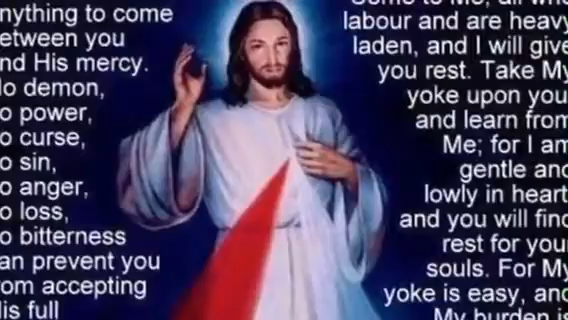 nything to come
etween you
nd His mercy.
o demon,
o power,
o curse,
o sin,
o anger,
o loss,
o bitterness
an prevent you
rom accepting
is full
Come to Me, all who
labour and are heavy
laden, and I will give
you rest. Take My
yoke upon you
and learn from
Me; for I am
gentle and
lowly in heart
and you will find
rest for your
souls. For My
yoke is easy, and
My burden is